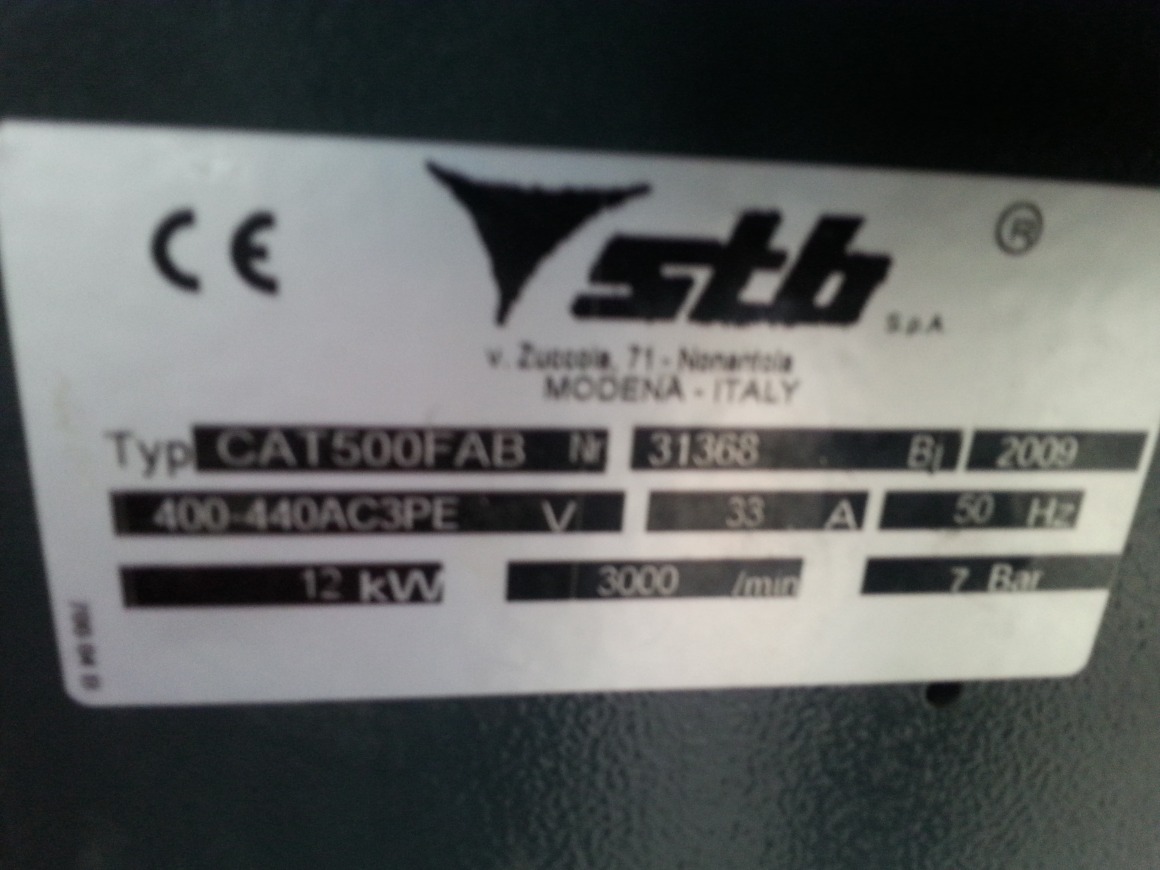 CE
stb S.p.A. ®
v. Zuccola, 71 - Nonantola
MODENA - ITALY
Typ CAT500FAB Nr 31368 Bj 2009
400-440AC3PE V 33 A 50 Hz
12 kW 3000 /min 7 Bar